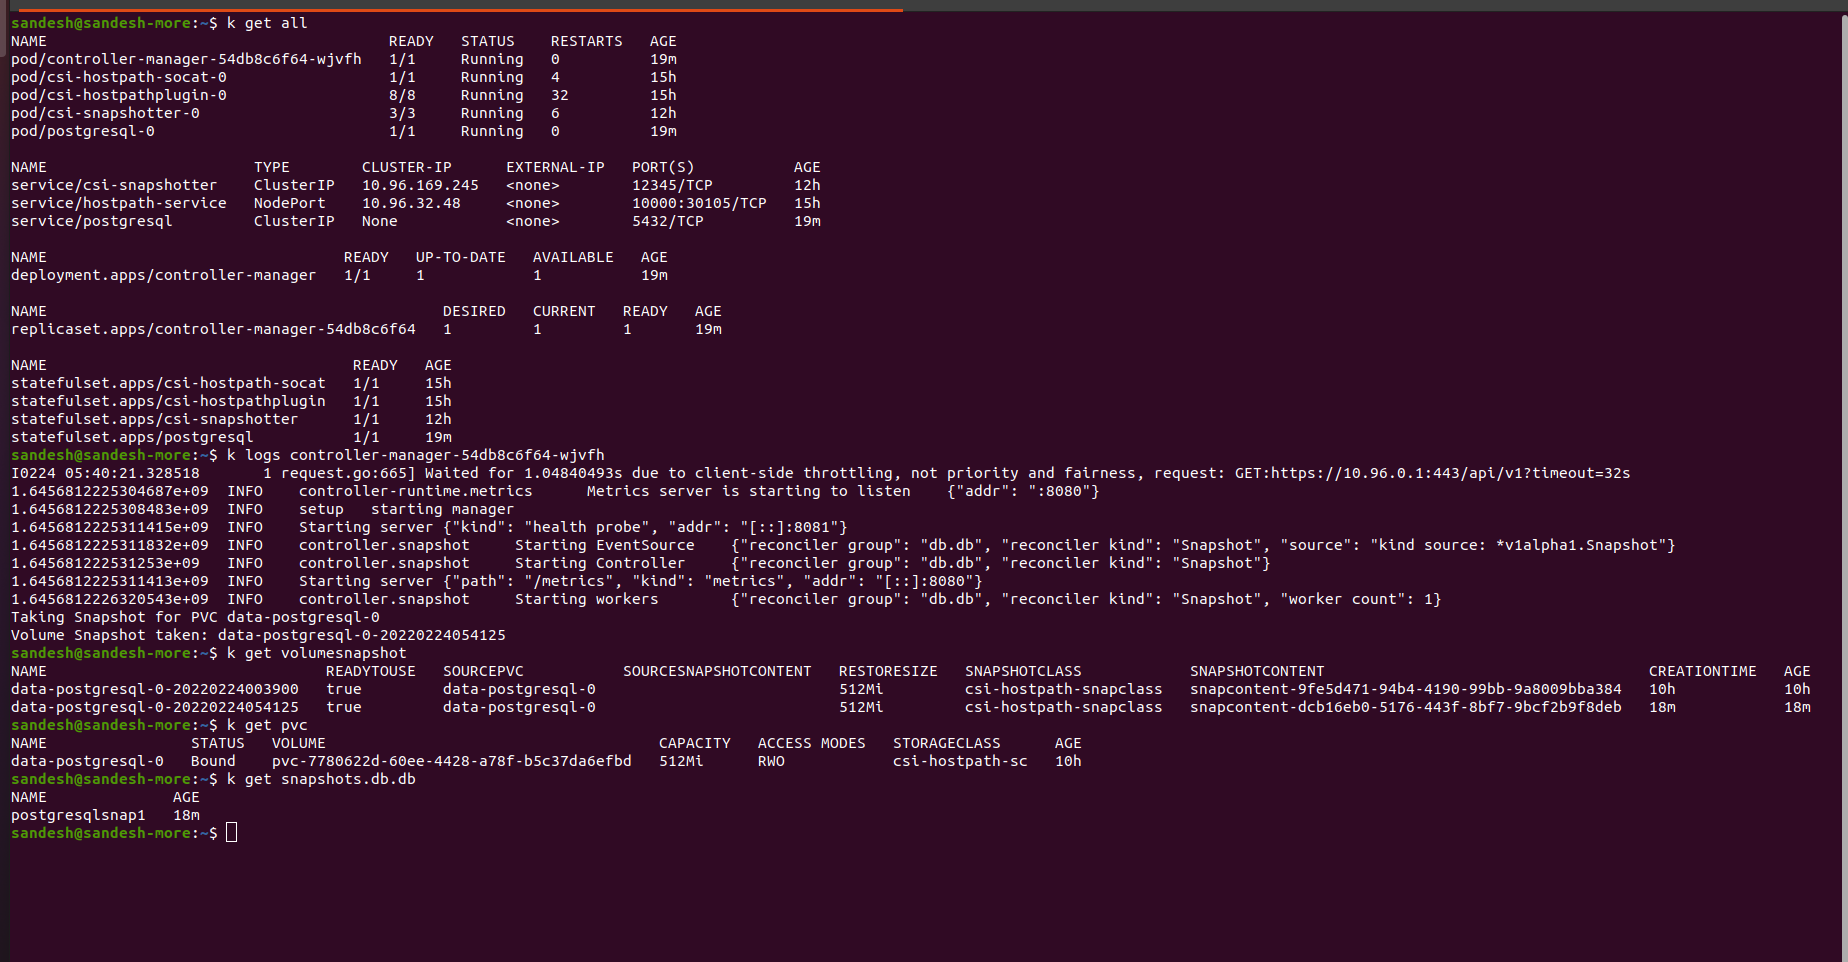 sandesh@sandesh-more:~$ k get all
NAME READY STATUS RESTARTS AGE
pod/controller-manager-54db8c6f64-wjvfh 1/1 Running 0 19m
pod/csi-hostpath-socat-0 1/1 Running 4 15h
pod/csi-hostpathplugin-0 8/8 Running 32 15h
pod/csi-snapshotter-0 3/3 Running 6 12h
pod/postgresql-0 1/1 Running 0 19m
NAME TYPE CLUSTER-IP EXTERNAL-IP PORT(S) AGE
service/csi-snapshotter ClusterIP 10.96.169.245 <none> 12345/TCP 12h
service/hostpath-service NodePort 10.96.32.48 <none> 10000:30105/TCP 15h
service/postgresql ClusterIP None <none> 5432/TCP 19m
NAME READY UP-TO-DATE AVAILABLE AGE
deployment.apps/controller-manager 1/1 1 1 19m
NAME DESIRED CURRENT READY AGE
replicaset.apps/controller-manager-54db8c6f64 1 1 1 19m
NAME READY AGE
statefulset.apps/csi-hostpath-socat 1/1 15h
statefulset.apps/csi-hostpathplugin 1/1 15h
statefulset.apps/csi-snapshotter 1/1 12h
statefulset.apps/postgresql 1/1 19m
sandesh@sandesh-more:~$ k logs controller-manager-54db8c6f64-wjvfh
I0224 05:40:21.328518 1 request.go:665] Waited for 1.04840493s due to client-side throttling, not priority and fairness, request: GET:https://10.96.0.1:443/api/v1?timeout=32s
1.6456812225304687e+09 INFO controller-runtime.metrics Metrics server is starting to listen {"addr": ":8080"}
1.6456812225308483e+09 INFO setup starting manager
1.6456812225311415e+09 INFO Starting server {"kind": "health probe", "addr": "[::]:8081"}
1.6456812225311832e+09 INFO controller.snapshot Starting EventSource {"reconciler group": "db.db", "reconciler kind": "Snapshot", "source": "kind source: *v1alpha1.Snapshot"}
1.645681222531253e+09 INFO controller.snapshot Starting Controller {"reconciler group": "db.db", "reconciler kind": "Snapshot"}
1.6456812225311413e+09 INFO Starting server {"path": "/metrics", "kind": "metrics", "addr": "[::]:8080"}
1.6456812226320543e+09 INFO controller.snapshot Starting workers {"reconciler group": "db.db", "reconciler kind": "Snapshot", "worker count": 1}
Taking Snapshot for PVC data-postgresql-0
Volume Snapshot taken: data-postgresql-0-20220224054125
sandesh@sandesh-more:~$ k get volumesnapshot
NAME READYTOUSE SOURCEPVC SOURCESNAPSHOTCONTENT RESTORESIZE SNAPSHOTCLASS SNAPSHOTCONTENT CREATIONTIME AGE
data-postgresql-0-20220224003900 true data-postgresql-0 512Mi csi-hostpath-snapclass snapcontent-9fe5d471-94b4-4190-99bb-9a8009bba384 10h 10h
data-postgresql-0-20220224054125 true data-postgresql-0 512Mi csi-hostpath-snapclass snapcontent-dcb16eb0-5176-443f-8bf7-9bcf2b9f8deb 18m 18m
sandesh@sandesh-more:~$ k get pvc
NAME STATUS VOLUME CAPACITY ACCESS MODES STORAGECLASS AGE
data-postgresql-0 Bound pvc-7780622d-60ee-4428-a78f-b5c37da6efbd 512Mi RWO csi-hostpath-sc 10h
sandesh@sandesh-more:~$ k get snapshots.db.db
NAME AGE
postgresqlsnap1 18m
sandesh@sandesh-more:~$